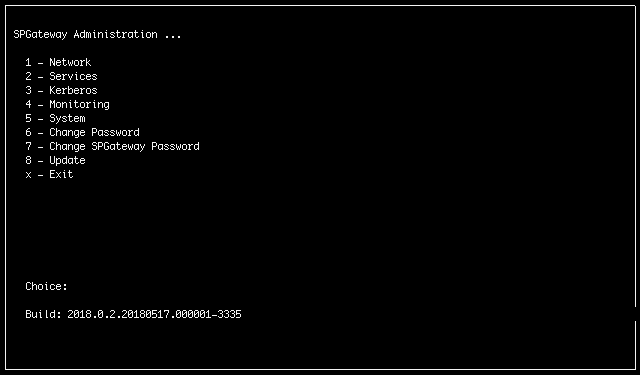 SPGateway Administration ...
1 - Network
2 - Services
3 - Kerberos
4 - Monitoring
5 - System
6 - Change Password
7 - Change SPGateway Password
8 - Update
x - Exit
Choice:
Build: 2018.0.2.20180517.000001-3335